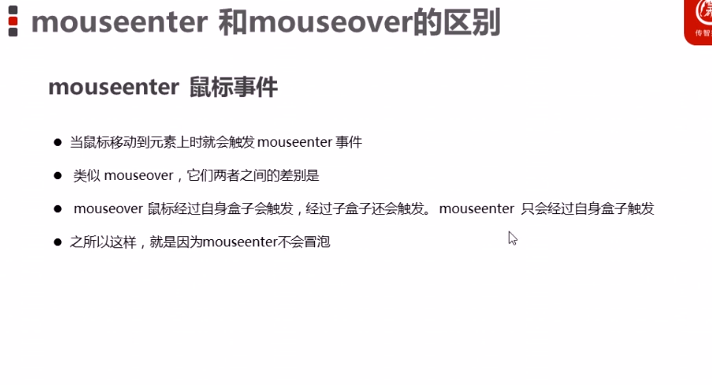 mouseenter 和mouseover的区别
mouseenter 鼠标事件
当鼠标移动到元素上时就会触发 mouseenter 事件
类似 mouseover，它们两者之间的差别是
mouseover 鼠标经过自身盒子会触发，经过子盒子还会触发。 mouseenter 只会经过自身盒子触发
之所以这样，就是因为mouseenter不会冒泡